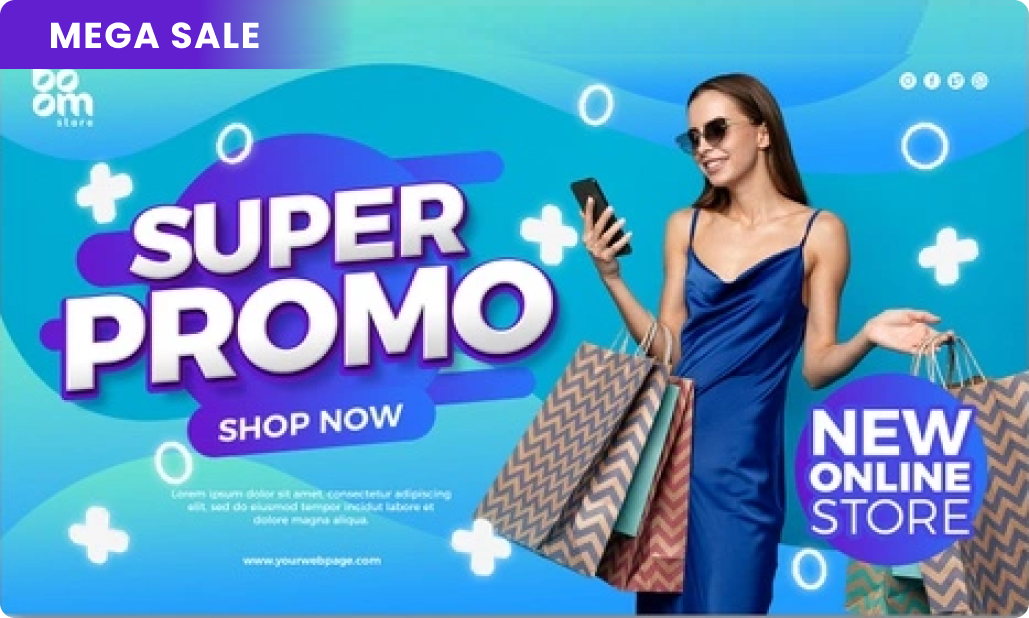 MEGA SALE
om
store
SUPER
PROMO
SHOP NOW
Lorem ipsum dolor sit amet, consectetur adipiscing
elit, sed do eiusmod tempor incidut labore et
dolore magna aliqua.
www.yourwebpage.com
NEW
ONLINE
STORE